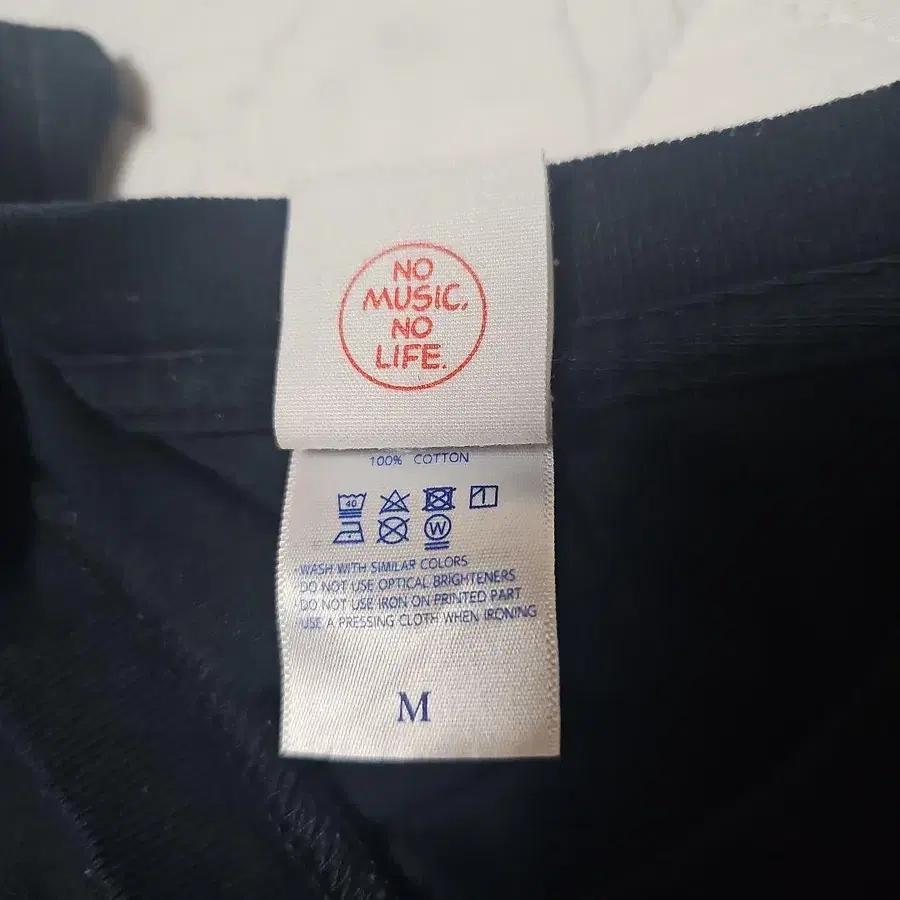 NO
MUSIC,
NO
LIFE.
100% COTTON
40
W
WASH WITH SIMILAR COLORS
DO NOT USE OPTICAL BRIGHTENERS
DO NOT USE IRON ON PRINTED PART
USE A PRESSING CLOTH WHEN IRONING
M